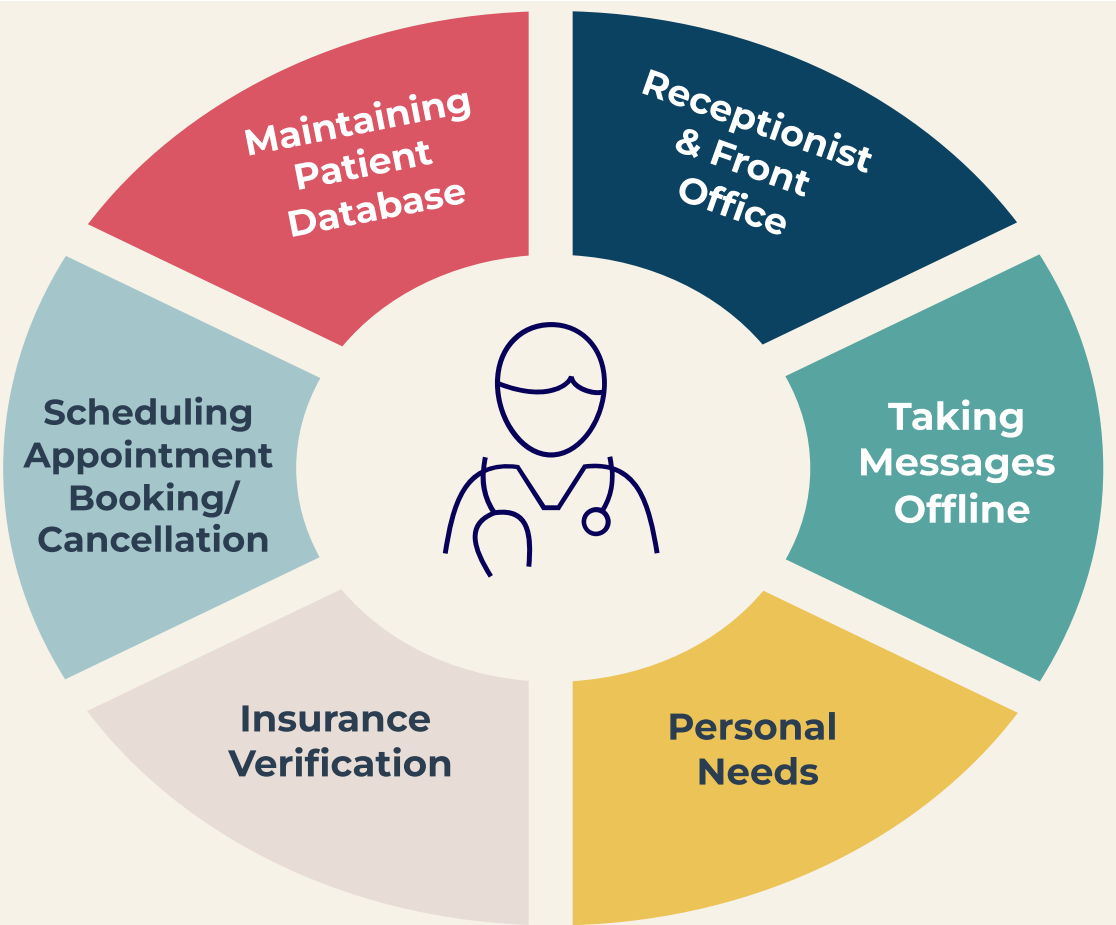 Maintaining
Patient
Database
Receptionist
& Front
Office
Scheduling
Appointment
Booking/
Cancellation
Taking
Messages
Offline
Insurance
Verification
Personal
Needs